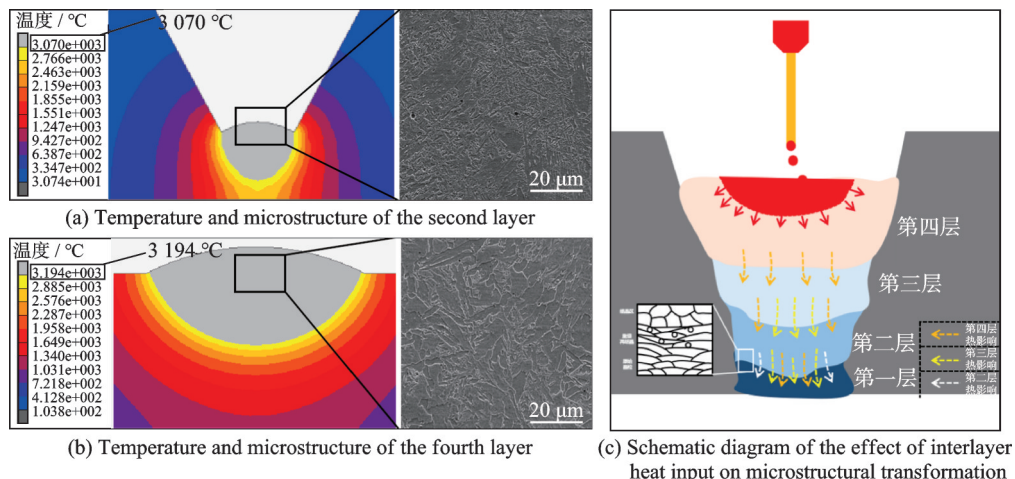 温度 / ℃
3 070 ℃
3.070e+003
2.766e+003
2.463e+003
2.159e+003
1.855e+003
1.551e+003
1.247e+003
9.427e+002
6.387e+002
3.347e+002
3.074e+001
20 μm
(a) Temperature and microstructure of the second layer
温度 / ℃
3 194 ℃
3.194e+003
2.885e+003
2.576e+003
2.287e+003
1.958e+003
1.649e+003
1.340e+003
1.031e+003
7.218e+002
4.128e+002
1.038e+002
20 μm
(b) Temperature and microstructure of the fourth layer
第四层
第三层
第二层
第一层
第四层
热影响
第三层
热影响
第二层
热影响
(c) Schematic diagram of the effect of interlayer
heat input on microstructural transformation